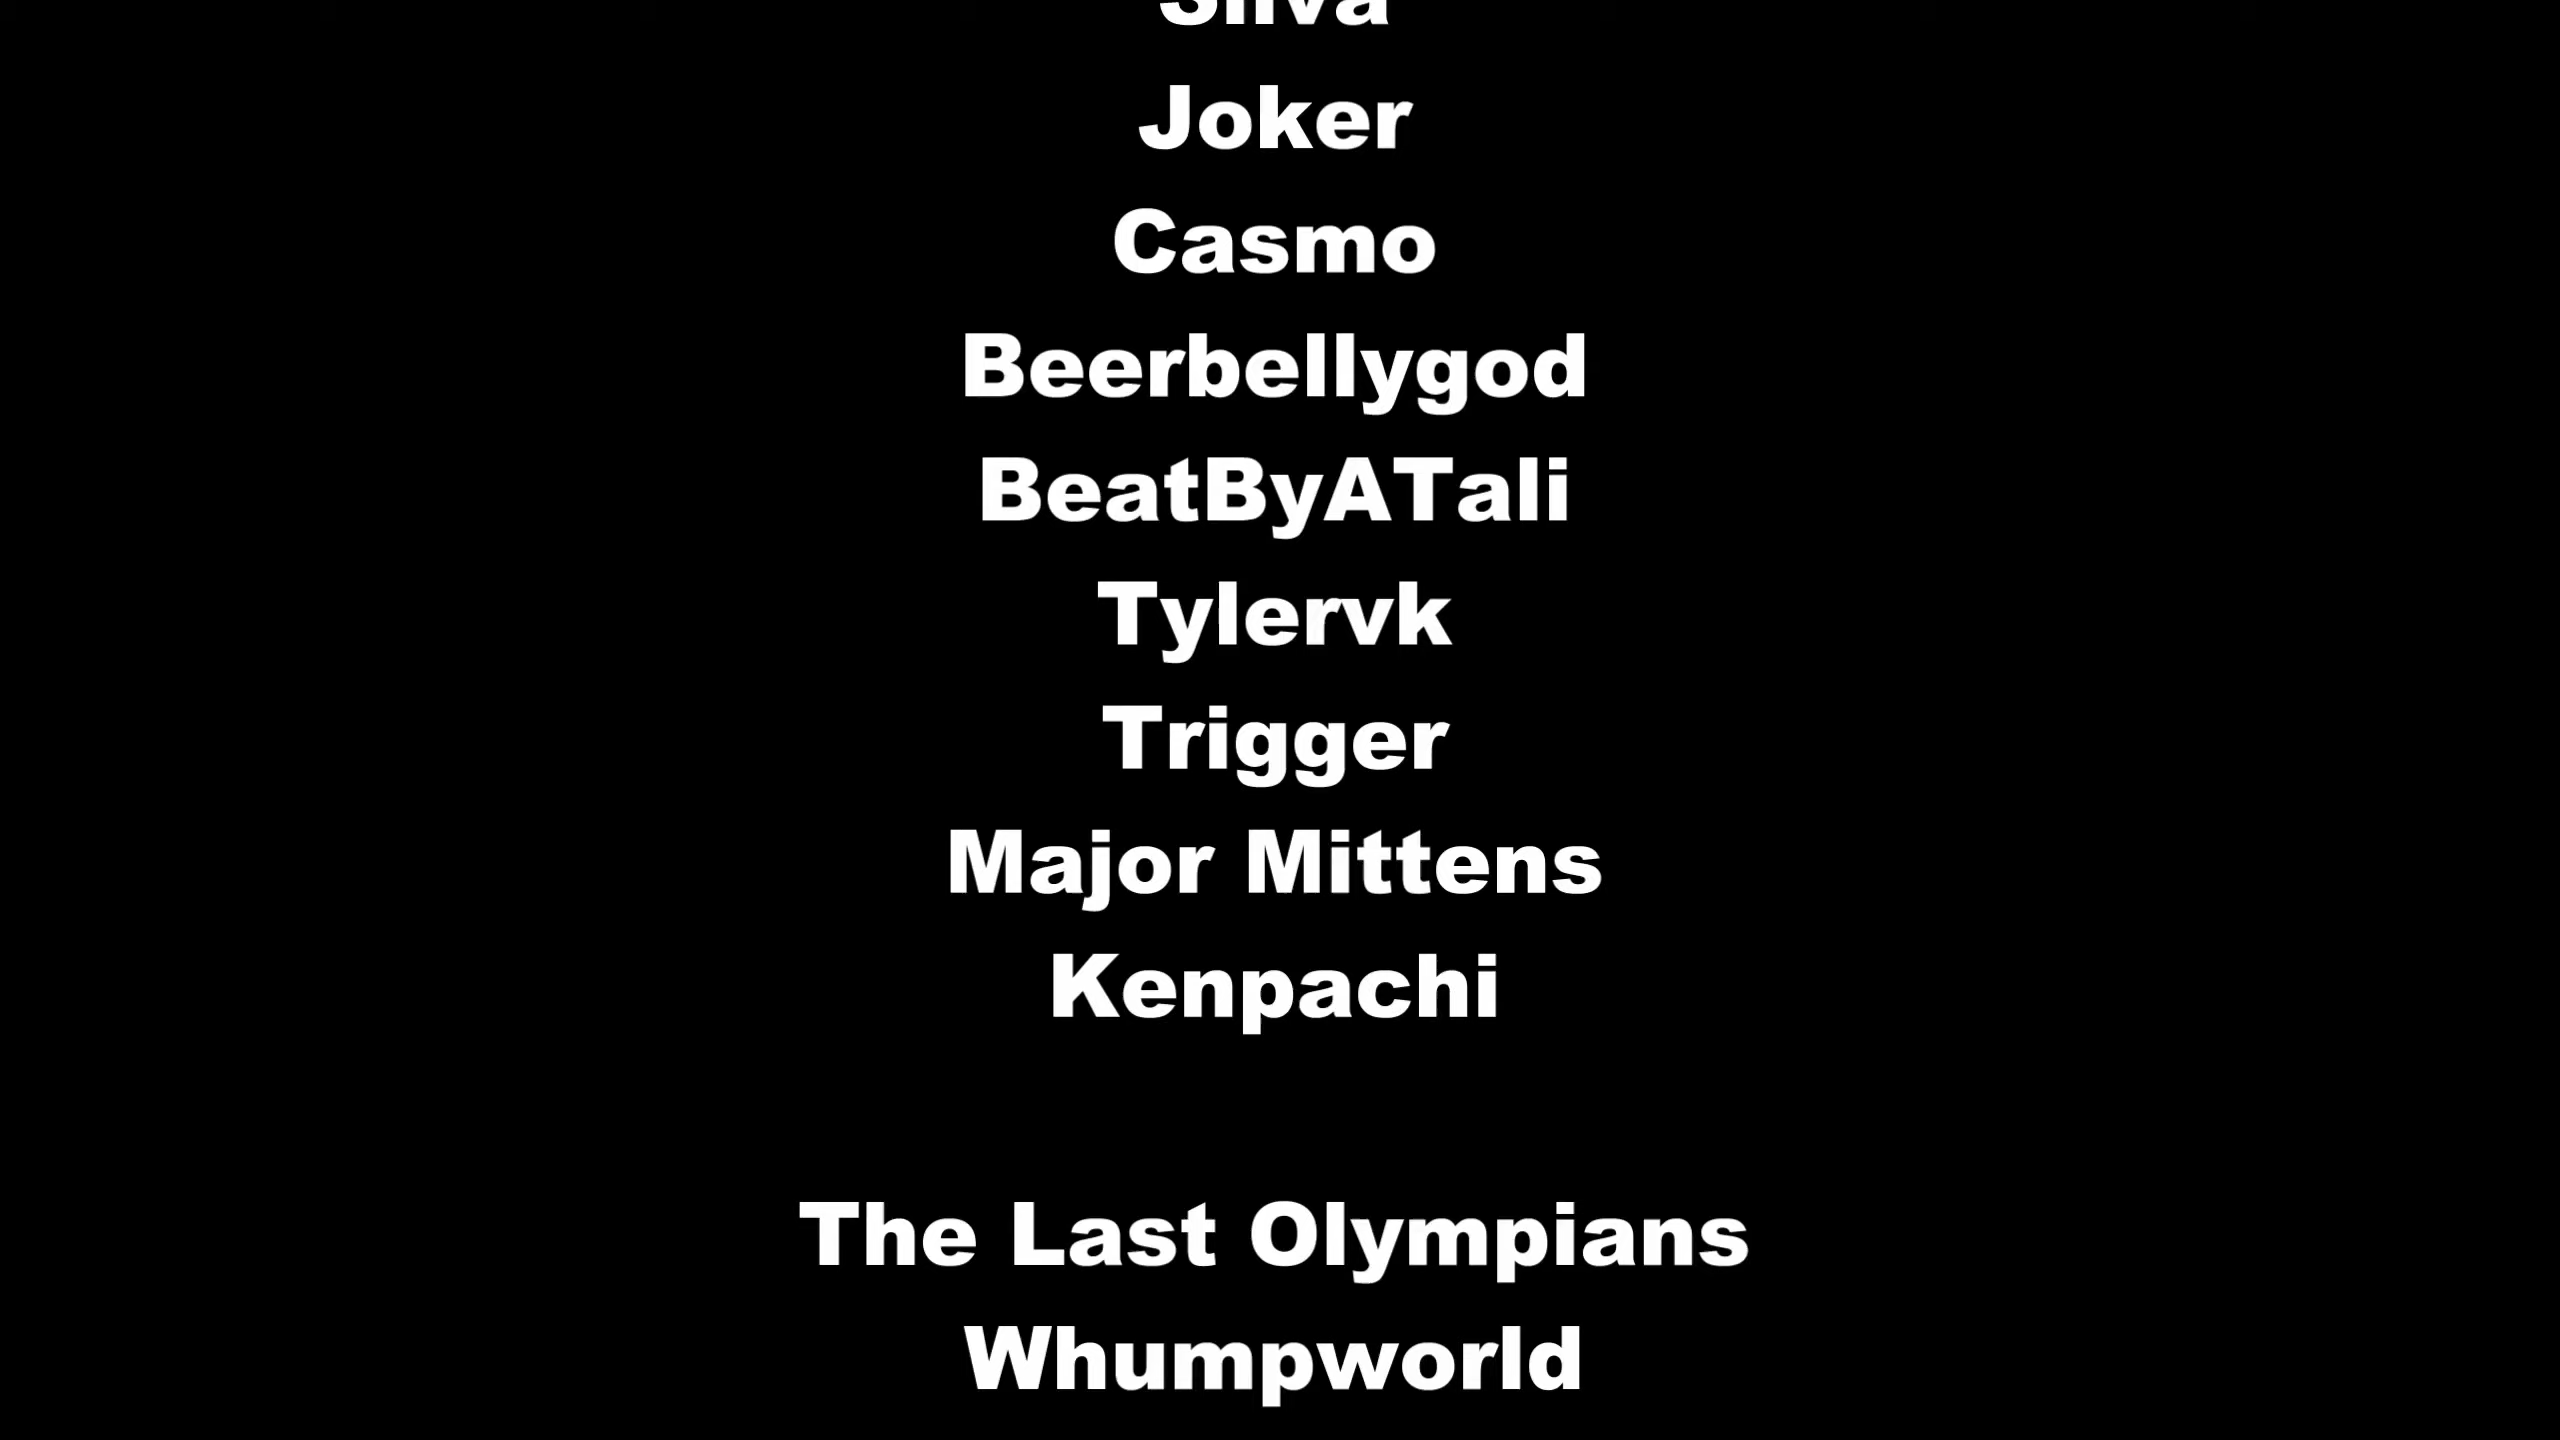 Joker
Casmo
Beerbellygod
BeatByATali
Tylervk
Trigger
Major Mittens
Kenpachi
The Last Olympians
Whumpworld